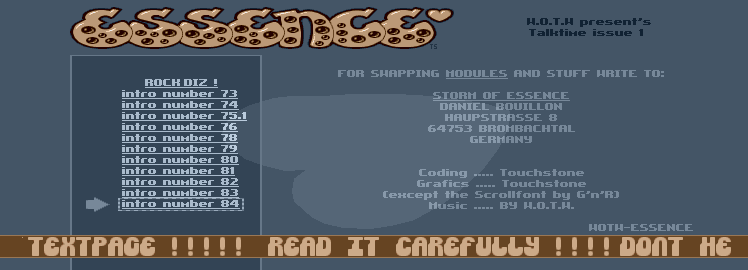 ESSENCE
W.O.T.W present's
Talktime issue 1
ROCK DIZ !
intro number 73
intro number 74
intro number 75.1
intro number 76
intro number 78
intro number 79
intro number 80
intro number 81
intro number 82
intro number 83
intro number 84
FOR SWAPPING MODULES AND STUFF WRITE TO:
STORM OF ESSENCE
DANIEL BOUILLON
HAUPSTRASSE 8
64753 BROMBACHTAL
GERMANY
Coding ..... Touchstone
Grafics ..... Touchstone
(except the Scrollfont by G'n'R)
Music ..... BY W.O.T.W.
WOTW-ESSENCE
TEXTPAGE !!!!! READ IT CAREFULLY !!!! DONT HE